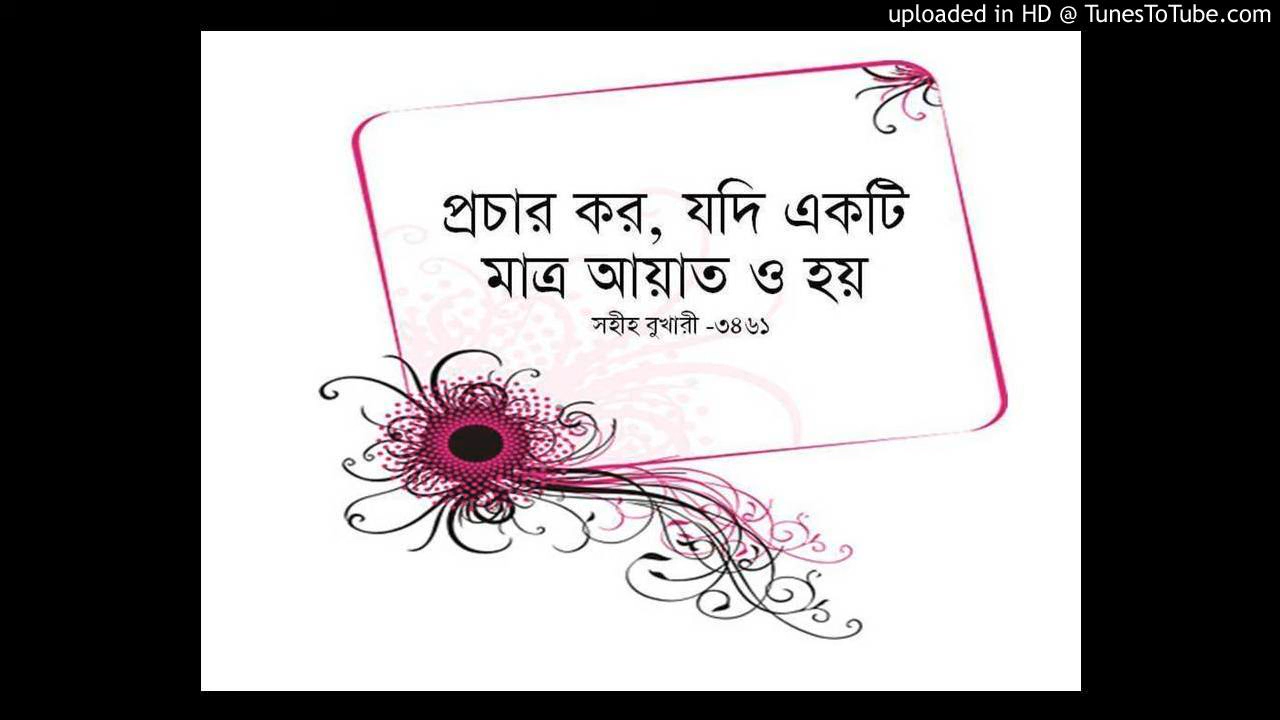 uploaded in HD @ TunesToTube.com
প্রচার কর, যদি একটি
মাত্র আয়াত ও হয়
সহীহ বুখারী -৩৪৬১